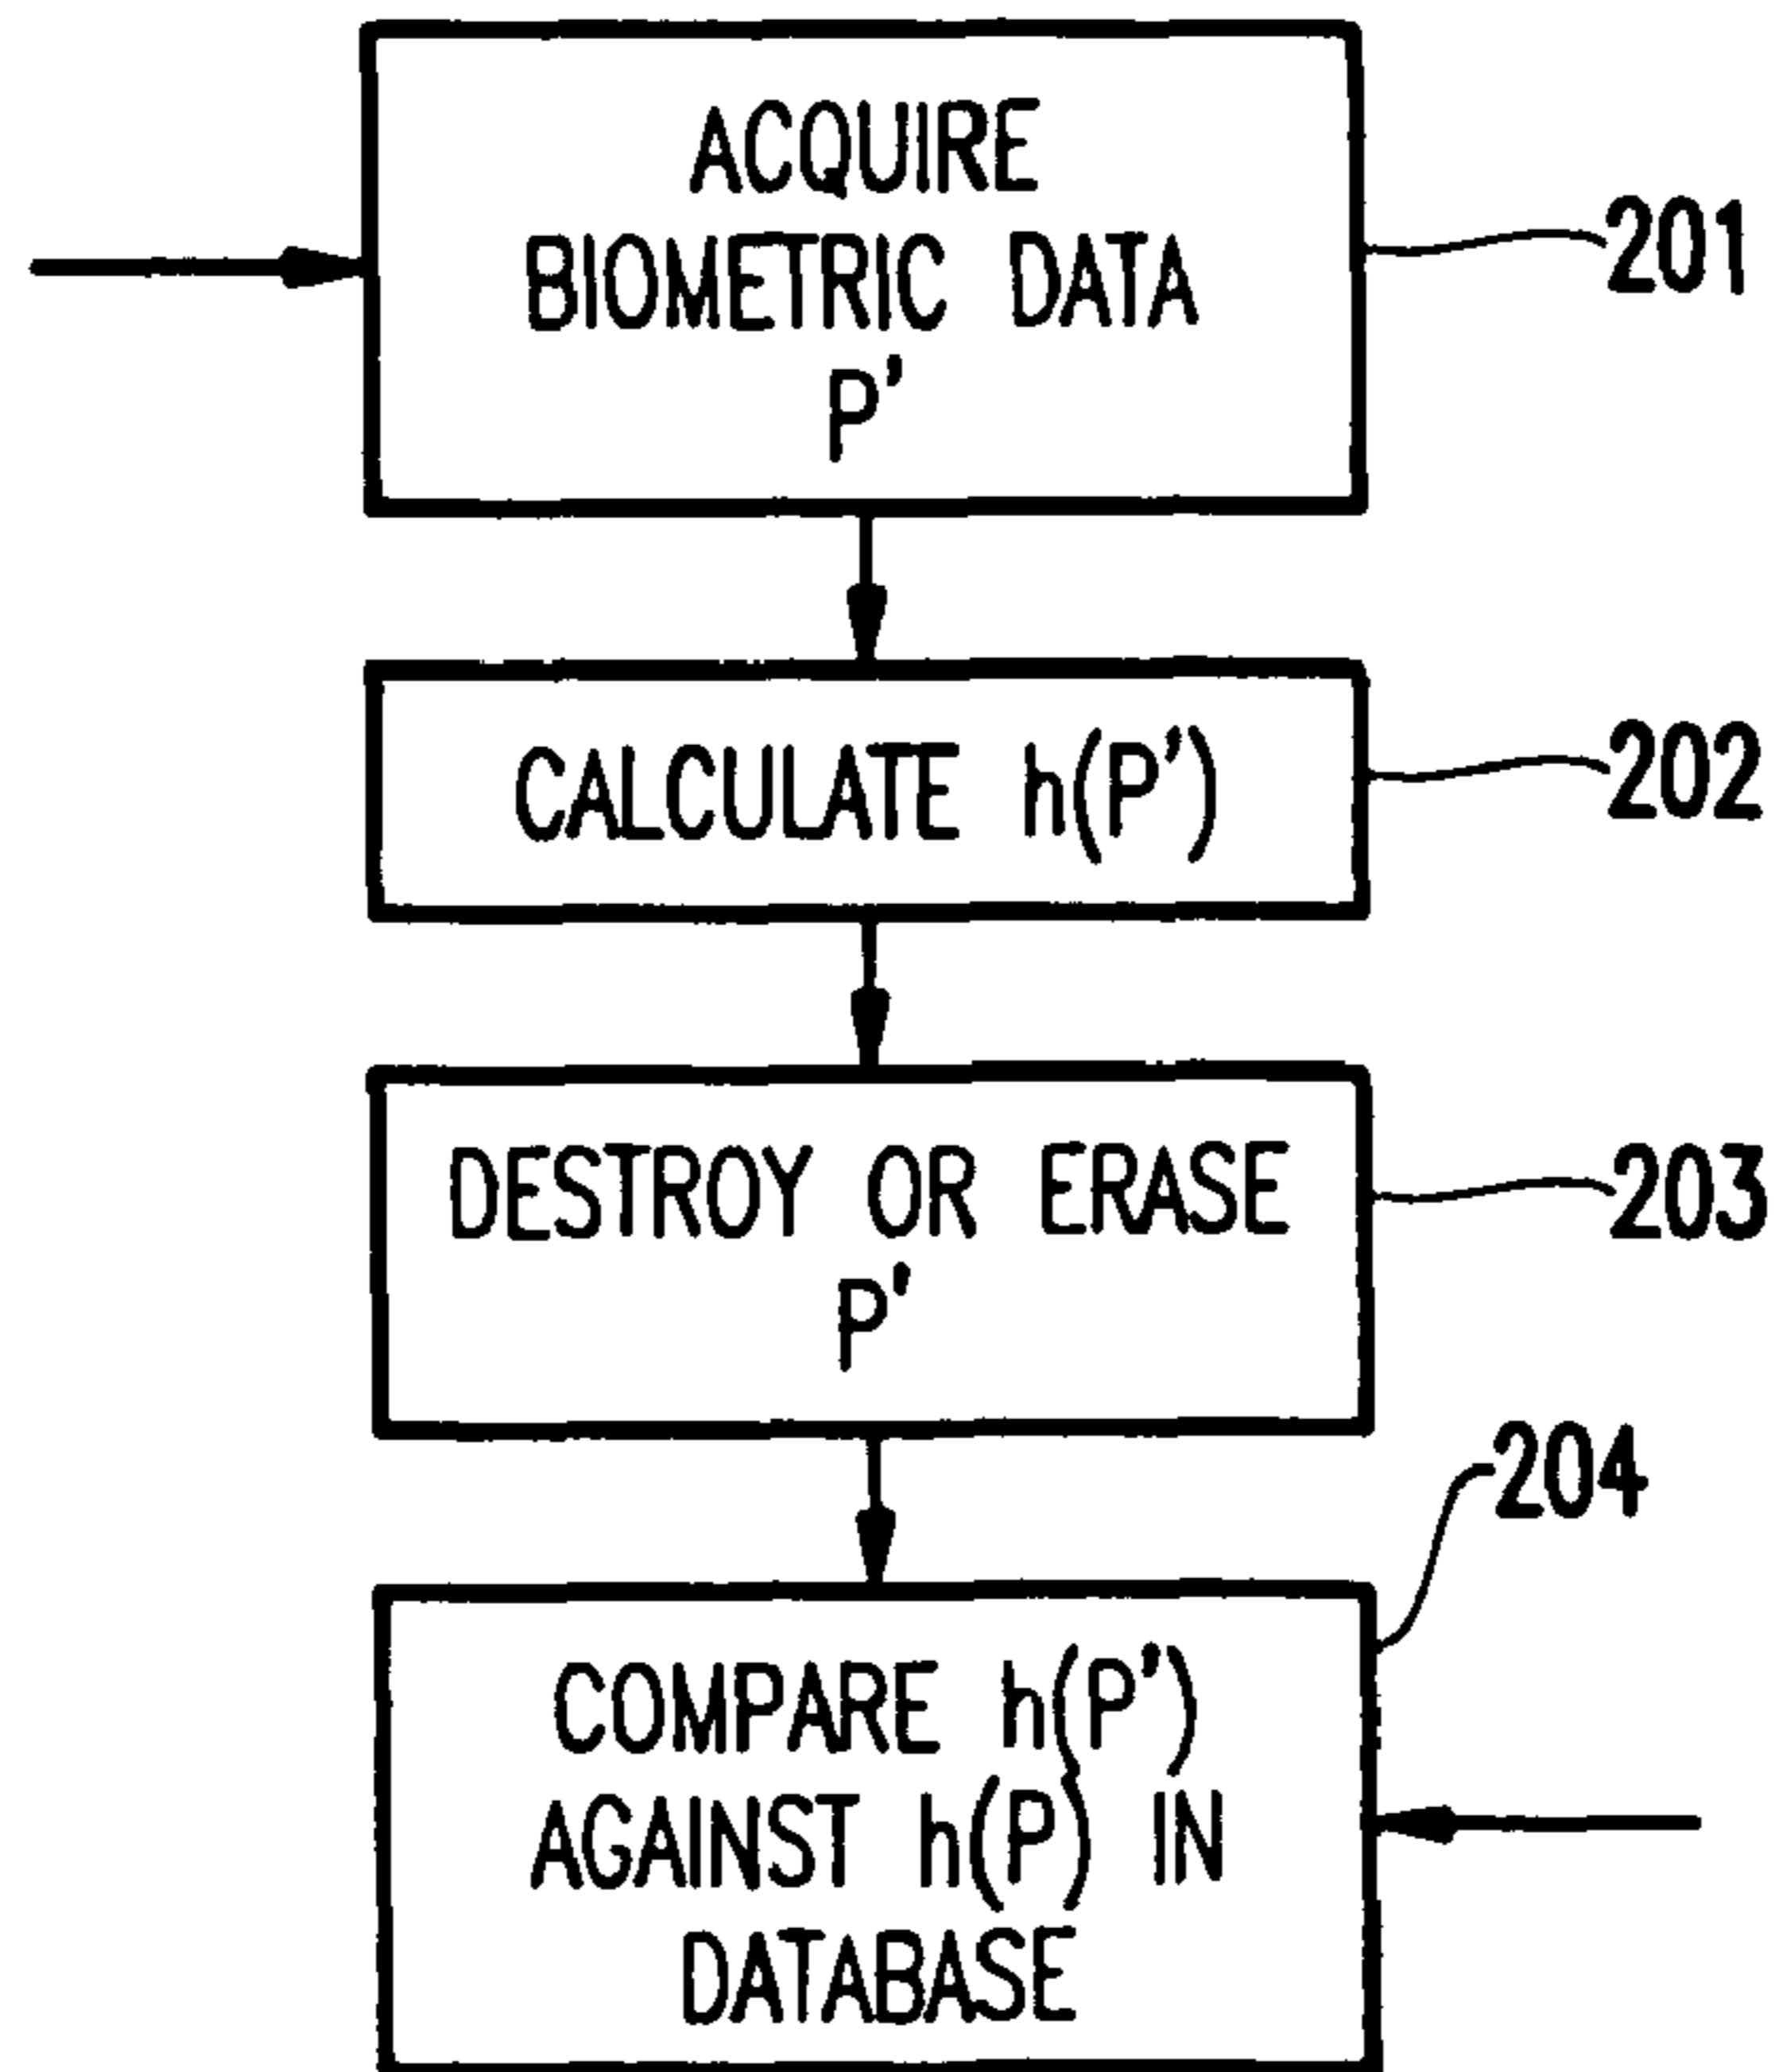 ACQUIRE
BIOMETRIC DATA
P'
201
CALCULATE h(P')
202
DESTROY OR ERASE
P'
203
204
COMPARE h(P')
AGAINST h(P) IN
DATABASE